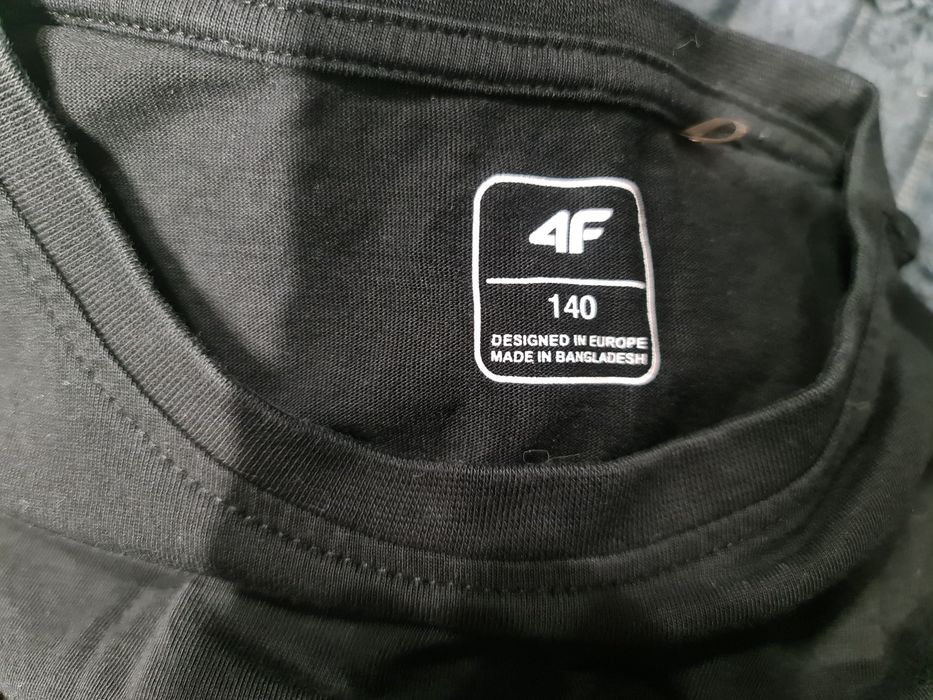 4F
140
DESIGNED IN EUROPE
MADE IN BANGLADESH